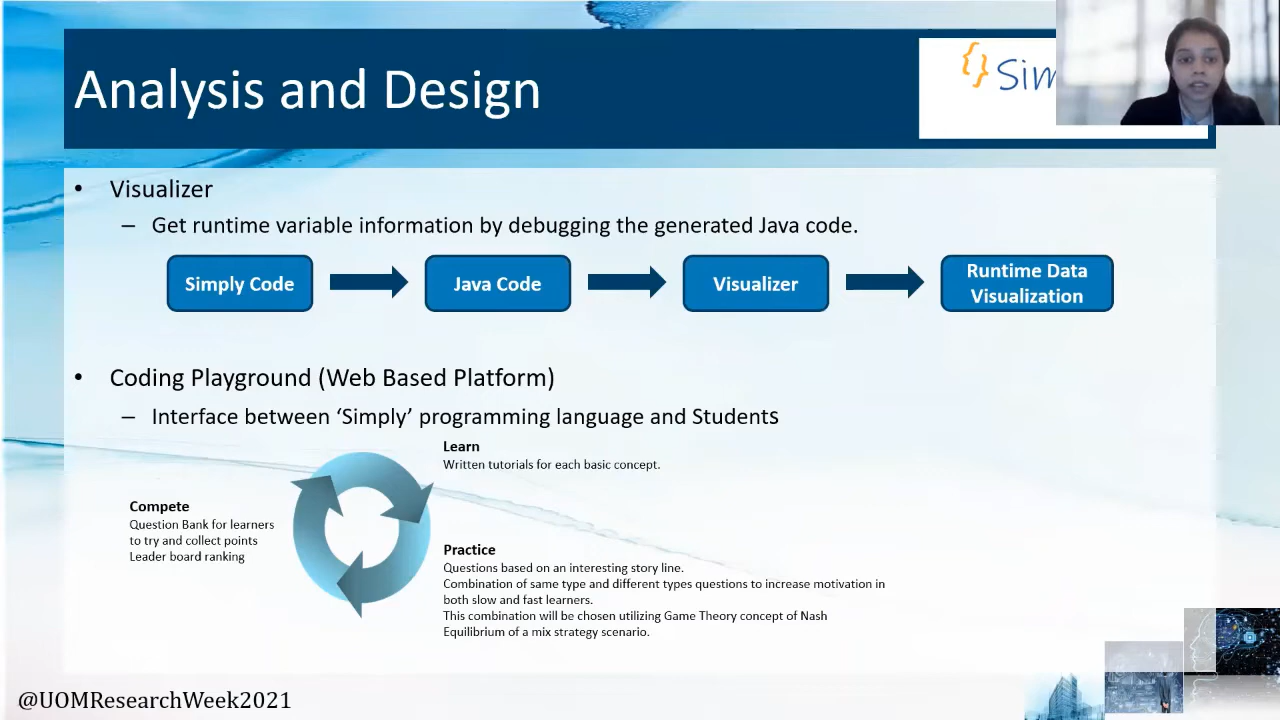 Analysis and Design
{} Sim
• Visualizer
– Get runtime variable information by debugging the generated Java code.
Simply Code
Java Code
Visualizer
Runtime Data
Visualization
• Coding Playground (Web Based Platform)
– Interface between ‘Simply’ programming language and Students
Learn
Written tutorials for each basic concept.
Compete
Question Bank for learners
to try and collect points
Leader board ranking
Practice
Questions based on an interesting story line.
Combination of same type and different types questions to increase motivation in
both slow and fast learners.
This combination will be chosen utilizing Game Theory concept of Nash
Equilibrium of a mix strategy scenario.
@UOMResearchWeek2021